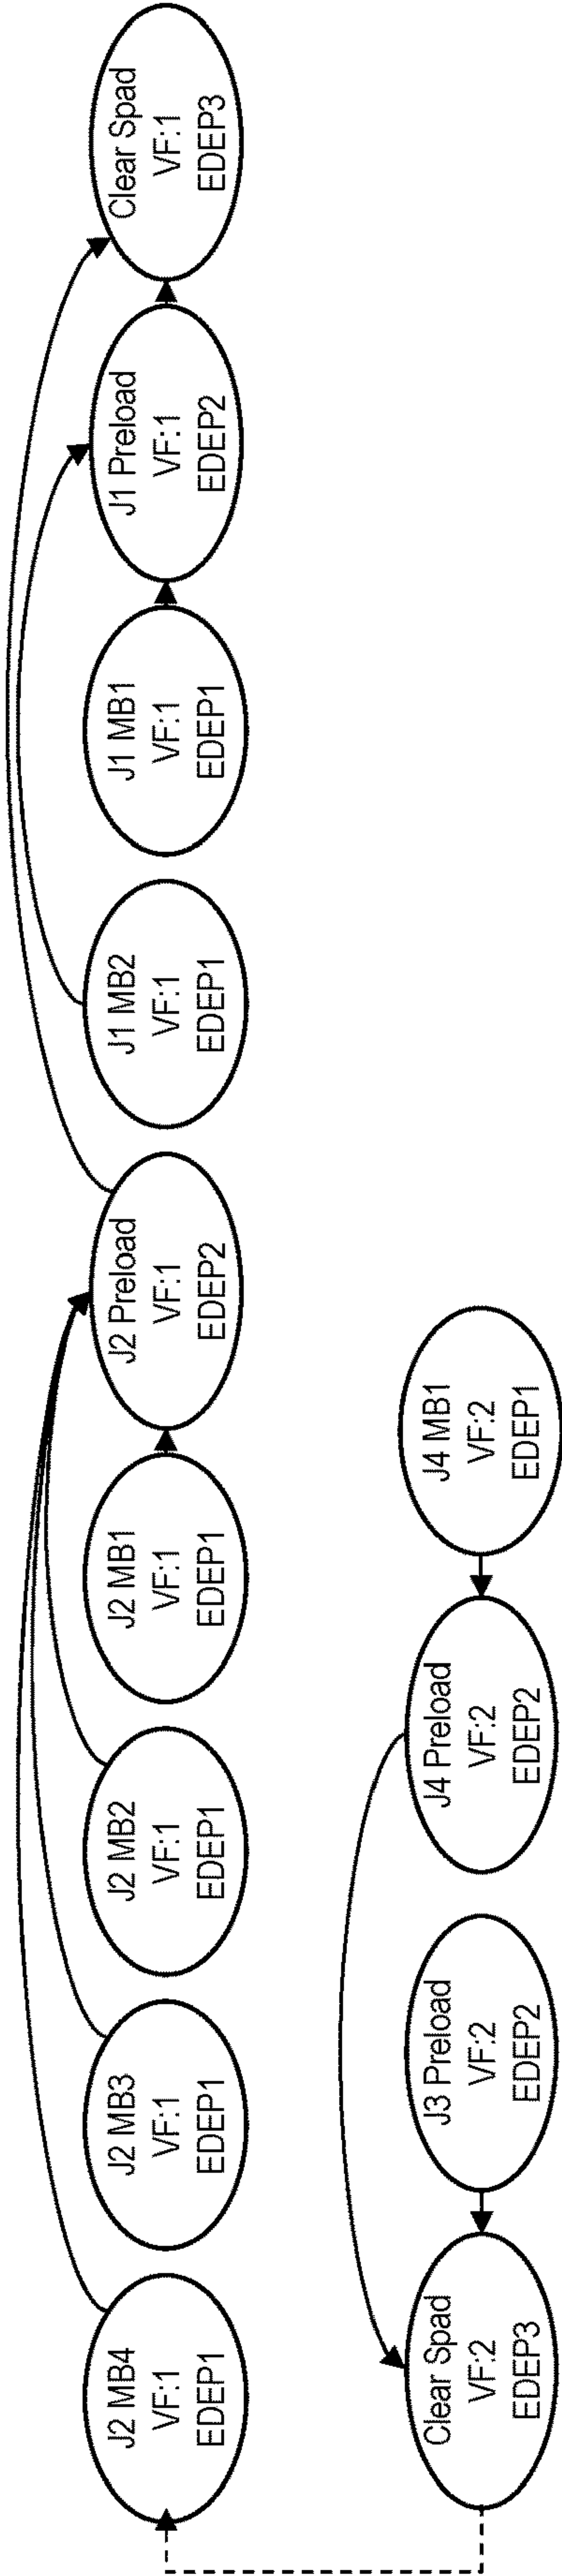 J2 MB4
VF:1
EDEP1
J2 MB3
VF:1
EDEP1
J2 MB2
VF:1
EDEP1
J2 MB1
VF:1
EDEP1
J2 Preload
VF:1
EDEP2
J1 MB2
VF:1
EDEP1
J1 MB1
VF:1
EDEP1
J1 Preload
VF:1
EDEP2
Clear Spad
VF:1
EDEP3
Clear Spad
VF:2
EDEP3
J3 Preload
VF:2
EDEP2
J4 Preload
VF:2
EDEP2
J4 MB1
VF:2
EDEP1